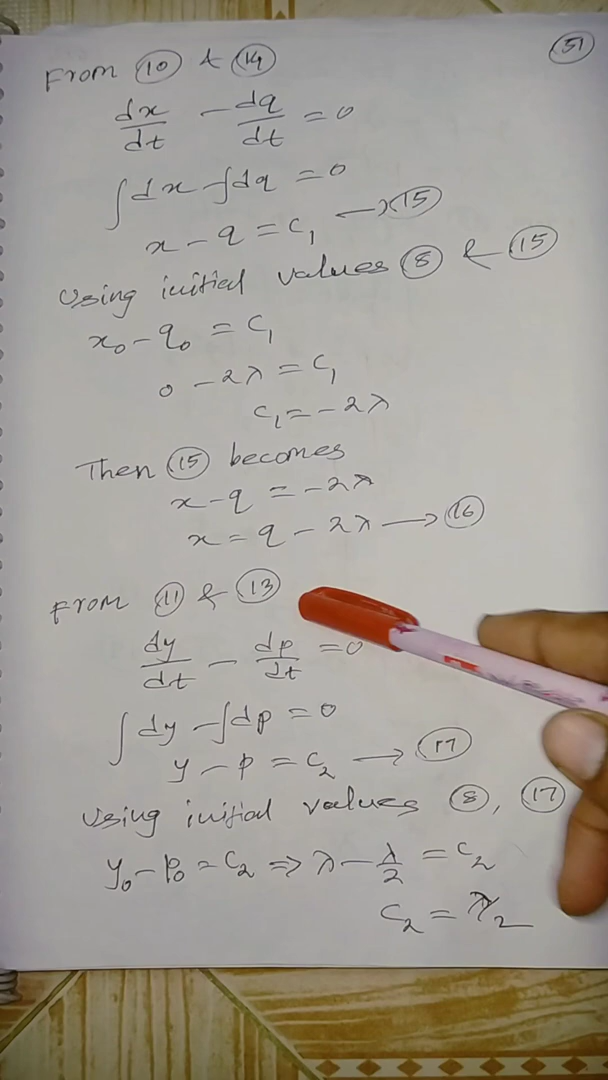 51
From (10) & (14)
dx/dt - dq/dt = 0
∫dx - ∫dq = 0
x - q = c₁ → (15)
Using initial values (8) & (15)
x₀ - q₀ = c₁
0 - 2λ = c₁
c₁ = -2λ
Then (15) becomes
x - q = -2λ
x = q - 2λ → (16)
From (11) & (13)
dy/dt - dp/dt = 0
∫dy - ∫dp = 0
y - p = c₂ → (17)
Using initial values (8), (17)
y₀ - p₀ = c₂ ⇒ λ - λ/2 = c₂
c₂ = λ/2